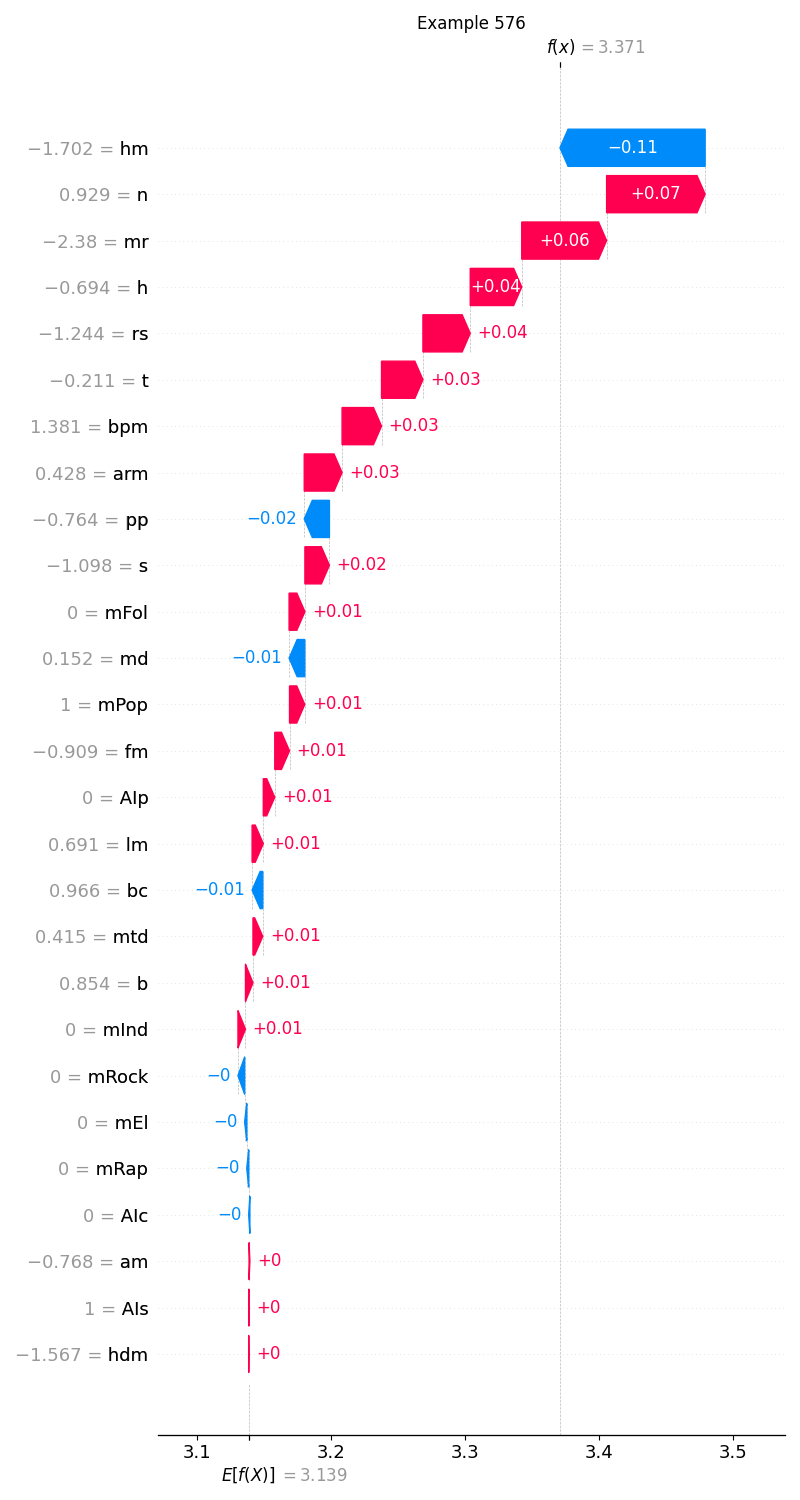 Example 576
f(x) = 3.371
−1.702 = hm −0.11
0.929 = n +0.07
−2.38 = mr +0.06
−0.694 = h +0.04
−1.244 = rs +0.04
−0.211 = t +0.03
1.381 = bpm +0.03
0.428 = arm +0.03
−0.764 = pp −0.02
−1.098 = s +0.02
0 = mFol +0.01
0.152 = md −0.01
1 = mPop +0.01
−0.909 = fm +0.01
0 = AIp +0.01
0.691 = lm +0.01
0.966 = bc −0.01
0.415 = mtd +0.01
0.854 = b +0.01
0 = mInd +0.01
0 = mRock −0
0 = mEl −0
0 = mRap −0
0 = AIc −0
−0.768 = am +0
1 = AIs +0
−1.567 = hdm +0
3.1 3.2 3.3 3.4 3.5
E[f(X)] = 3.139